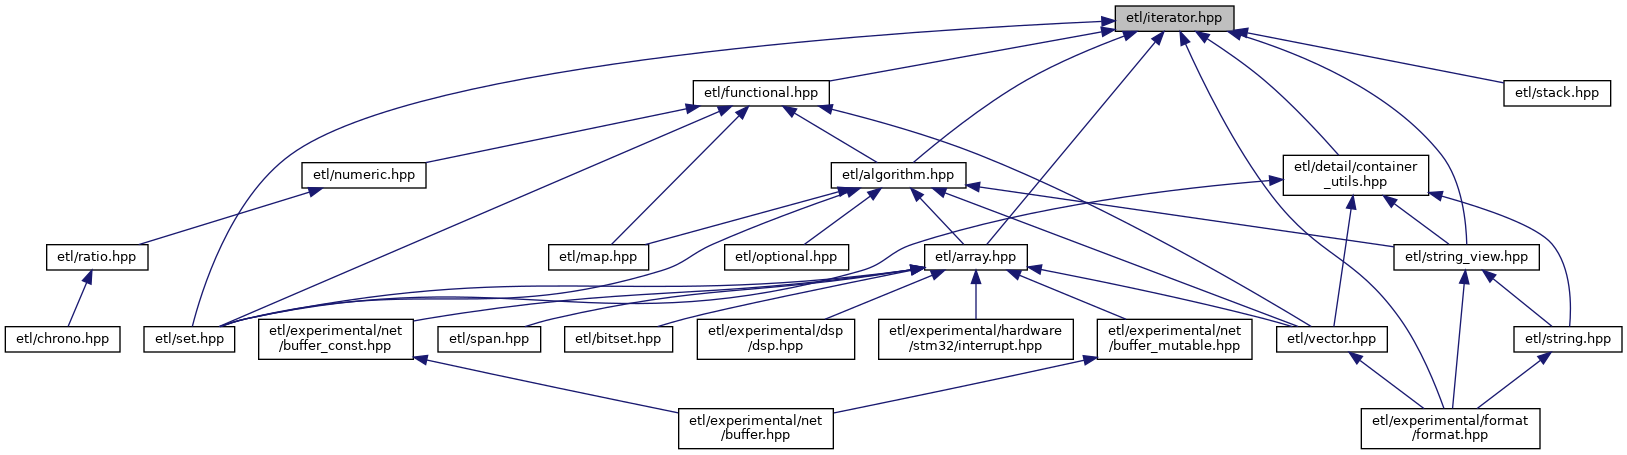 etl/iterator.hpp
etl/functional.hpp
etl/stack.hpp
etl/numeric.hpp
etl/algorithm.hpp
etl/detail/container
_utils.hpp
etl/ratio.hpp
etl/map.hpp
etl/optional.hpp
etl/array.hpp
etl/string_view.hpp
etl/chrono.hpp
etl/set.hpp
etl/experimental/net
/buffer_const.hpp
etl/span.hpp
etl/bitset.hpp
etl/experimental/dsp
/dsp.hpp
etl/experimental/hardware
/stm32/interrupt.hpp
etl/experimental/net
/buffer_mutable.hpp
etl/vector.hpp
etl/string.hpp
etl/experimental/net
/buffer.hpp
etl/experimental/format
/format.hpp